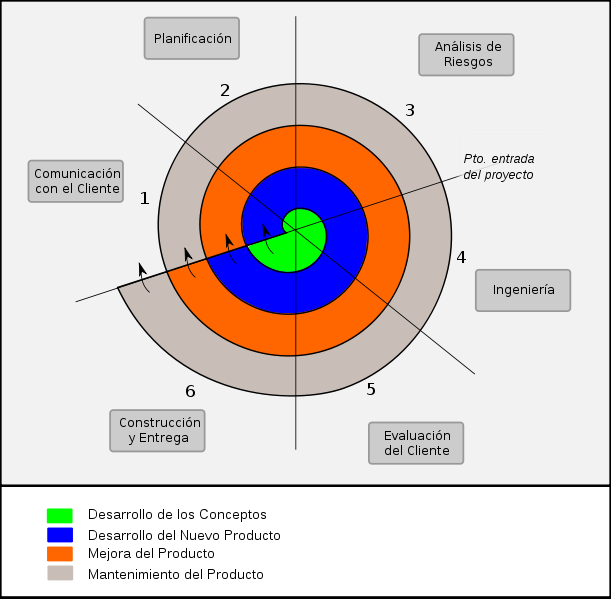 Planificación
Análisis de
Riesgos
2
3
Pto. entrada
del proyecto
Comunicación
con el Cliente
1
4
Ingeniería
6
5
Construcción
y Entrega
Evaluación
del Cliente
Desarrollo de los Conceptos
Desarrollo del Nuevo Producto
Mejora del Producto
Mantenimiento del Producto